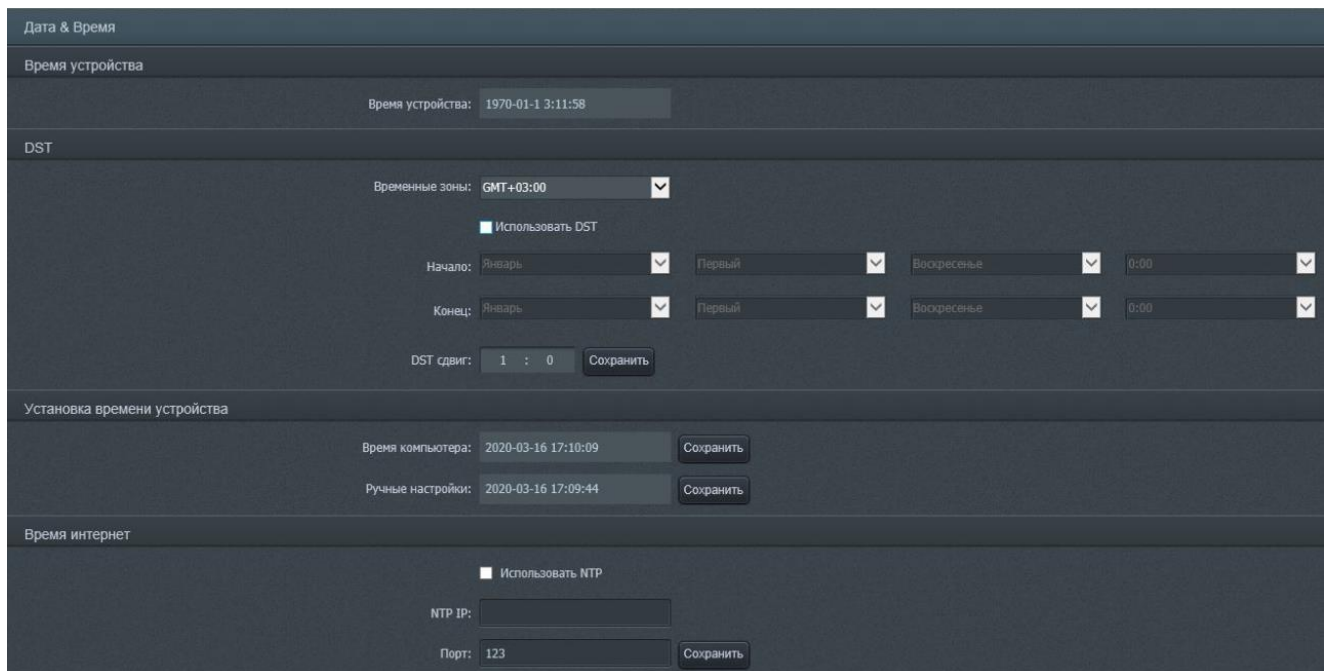 Дата & Время
Время устройства
Время устройства: 1970-01-1 3:11:58
DST
Временные зоны: GMT+03:00
Использовать DST
Начало: Январь Первый Воскресенье 0:00
Конец: Январь Первый Воскресенье 0:00
DST сдвиг: 1 : 0 Сохранить
Установка времени устройства
Время компьютера: 2020-03-16 17:10:09 Сохранить
Ручные настройки: 2020-03-16 17:09:44 Сохранить
Время интернет
Использовать NTP
NTP IP:
Порт: 123 Сохранить